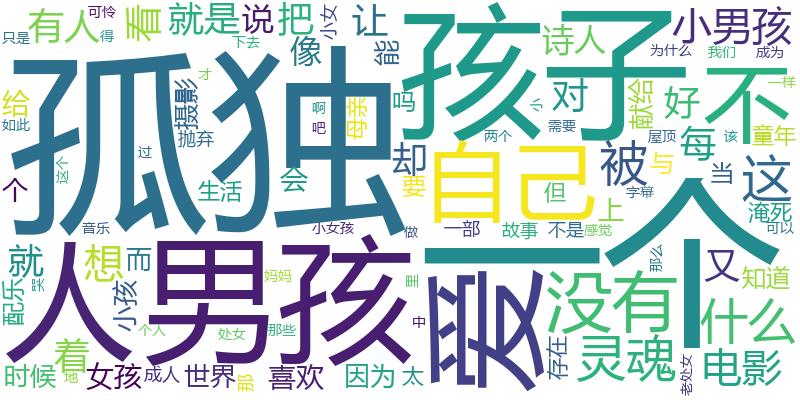 只是 可怜 得 有人 看 就是 说 把 小女 让 孩子 小男孩
下去 像 能 诗人 为什么 我们 成为
孤独 给 如此 摄影 才 啊 吧 母亲 吗 对 小 献给 好 不 一样
抛弃 两个 需要 屋顶 该 童年
个 这个 过 生活 会 却 要 自己 但 被 与 每 当 这
上 字幕 淹死
音乐 小女孩 做 一部 故事 不是 感觉 可以
人 男孩 一个
就 哭 想 而 爱 那么 又 知道
配乐 小孩 妈妈 里 没有 什么
着 个人 处女 那些 中 存在 灵魂 老处女 电影
时候 地 女孩 成人 世界 那 喜欢 因为 太